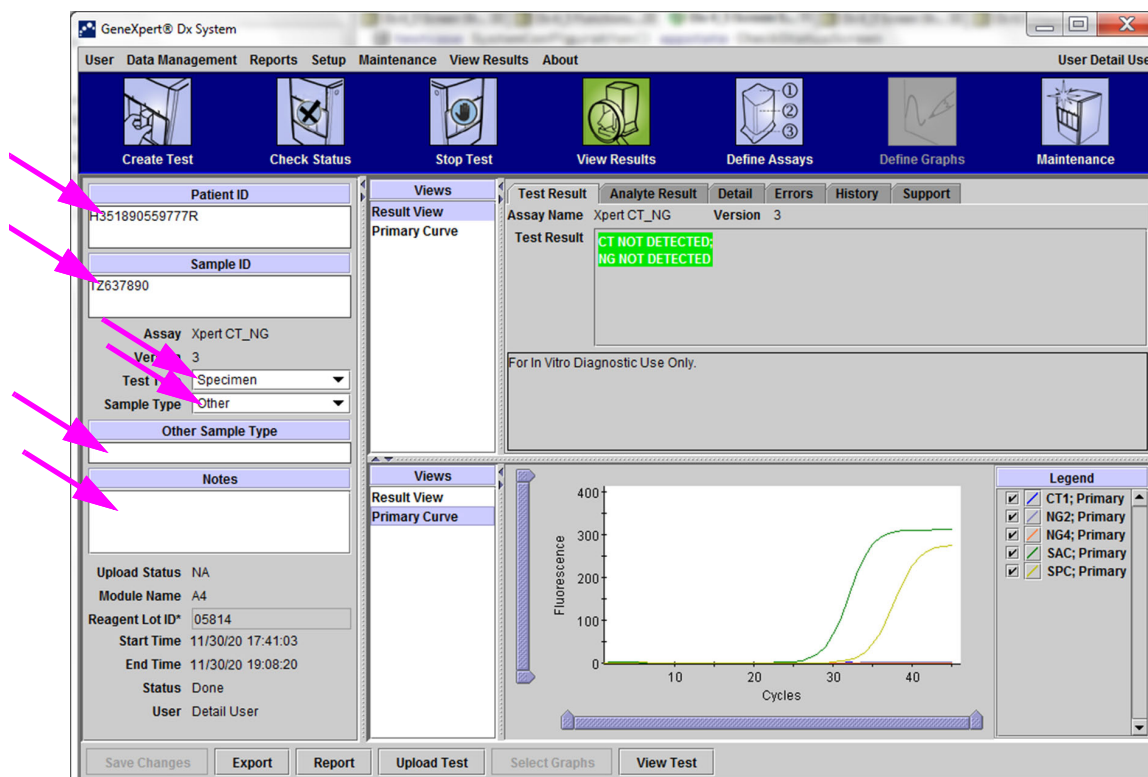 GeneXpert® Dx System
User Data Management Reports Setup Maintenance View Results About User Detail Use
Create Test Check Status Stop Test View Results Define Assays Define Graphs Maintenance
Patient ID
H351890559777R
Sample ID
TZ637890
Assay Xpert CT_NG
Version 3
Test Specimen
Sample Type Other
Other Sample Type
Notes
Upload Status NA
Module Name A4
Reagent Lot ID* 05814
Start Time 11/30/20 17:41:03
End Time 11/30/20 19:08:20
Status Done
User Detail User
Views
Result View
Primary Curve
Test Result Analyte Result Detail Errors History Support
Assay Name Xpert CT_NG Version 3
Test Result CT NOT DETECTED;
NG NOT DETECTED
For In Vitro Diagnostic Use Only.
Views
Result View
Primary Curve
Fluorescence
400
300
200
100
0
10 20 30 40
Cycles
Legend
CT1; Primary
NG2; Primary
NG4; Primary
SAC; Primary
SPC; Primary
Save Changes Export Report Upload Test Select Graphs View Test